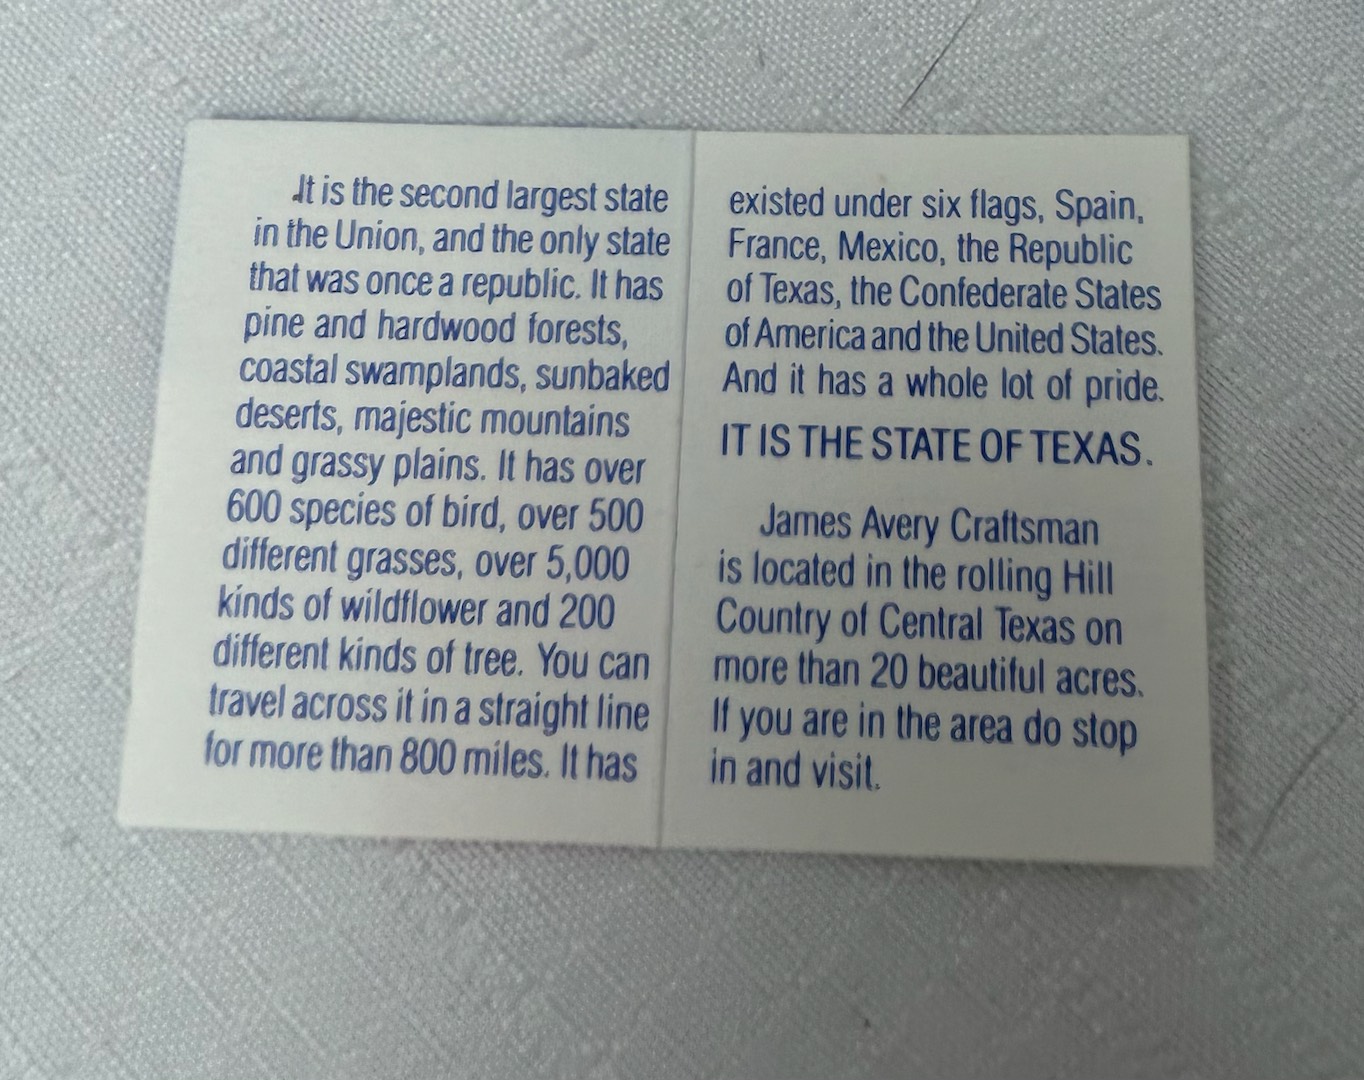 It is the second largest state
in the Union, and the only state
that was once a republic. It has
pine and hardwood forests,
coastal swamplands, sunbaked
deserts, majestic mountains
and grassy plains. It has over
600 species of bird, over 500
different grasses, over 5,000
kinds of wildflower and 200
different kinds of tree. You can
travel across it in a straight line
for more than 800 miles. It has
existed under six flags, Spain,
France, Mexico, the Republic
of Texas, the Confederate States
of America and the United States.
And it has a whole lot of pride.
IT IS THE STATE OF TEXAS.
James Avery Craftsman
is located in the rolling Hill
Country of Central Texas on
more than 20 beautiful acres.
If you are in the area do stop
in and visit.